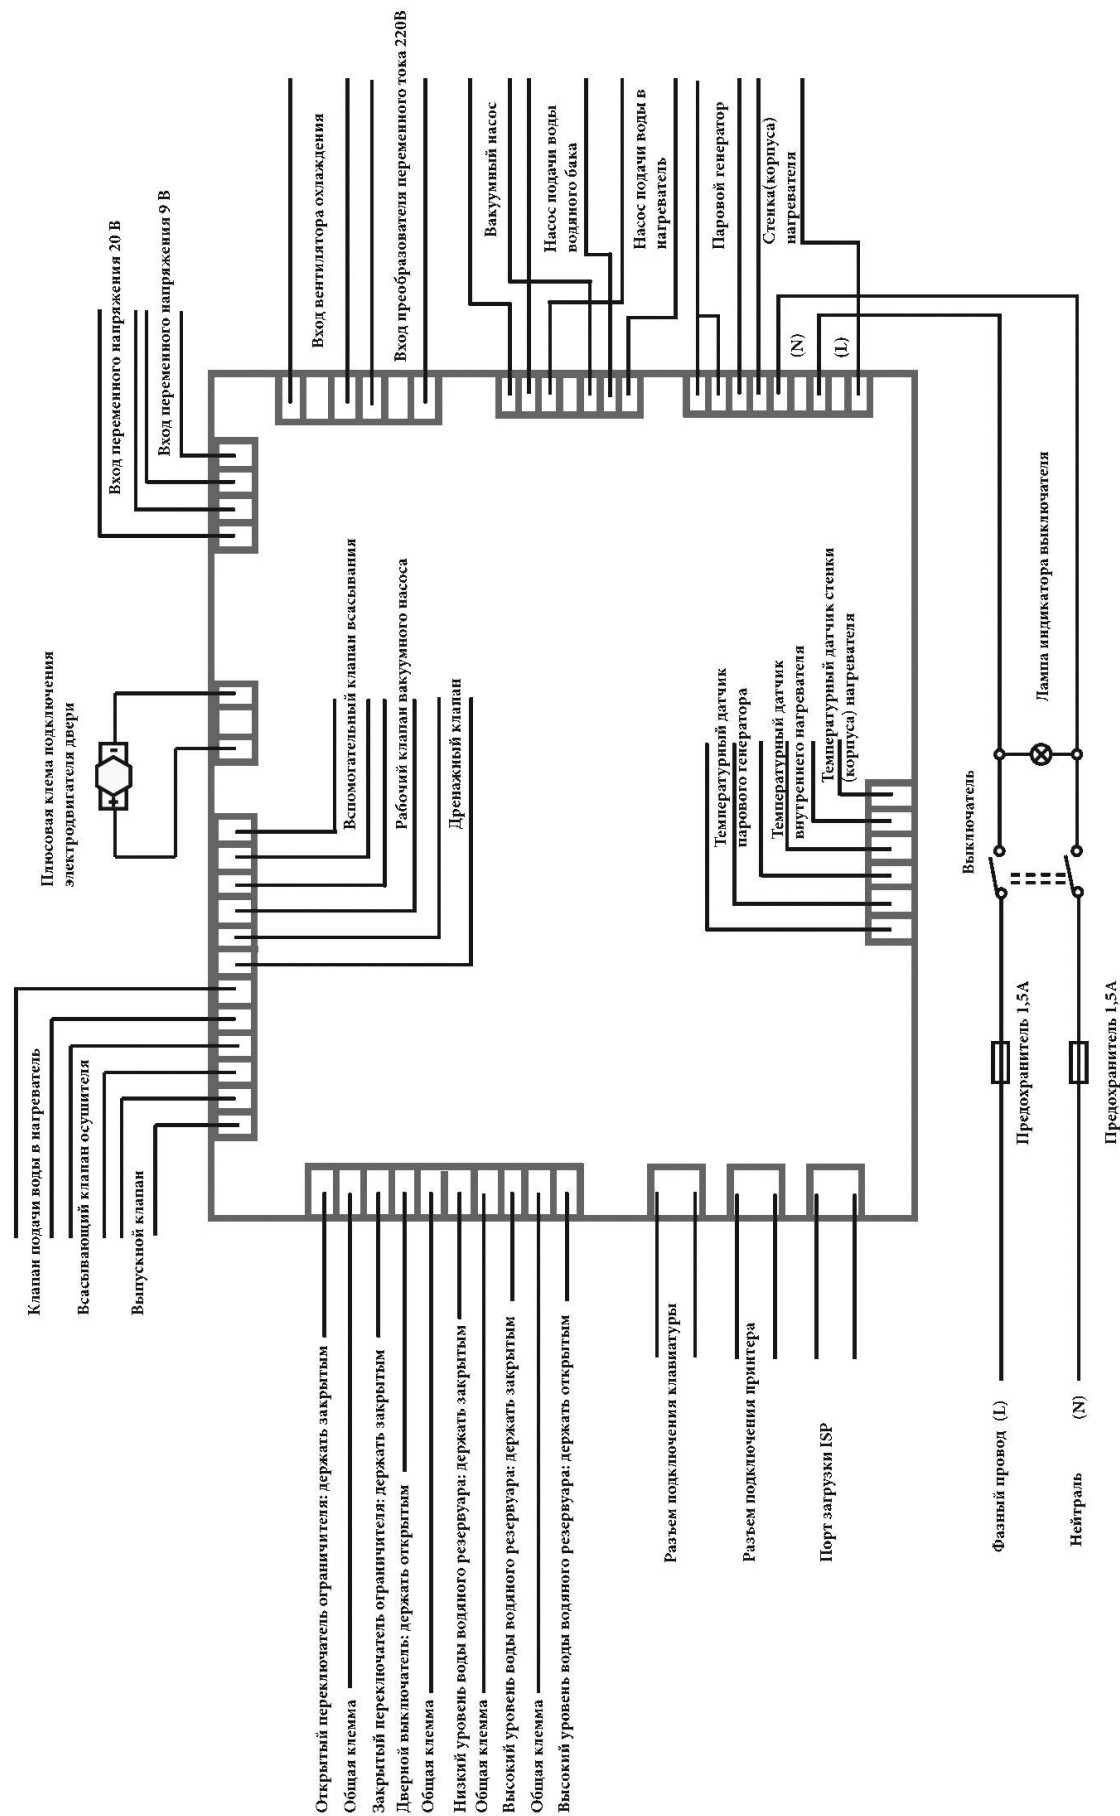 Плюсовая клема подключения
электродвигателя двери
Вход переменного напряжения 20 В
Вход переменного напряжения 9 В
Клапан подачи воды в нагреватель
Всасывающий клапан осушителя
Выпускной клапан
Вспомогательный клапан всасывания
Рабочий клапан вакуумного насоса
Дренажный клапан
Вход вентилятора охлаждения
Вход преобразователя переменного тока 220В
Вакуумный насос
Насос подачи воды
водяного бака
Насос подачи воды в
нагреватель
Паровой генератор
Стенка(корпуса)
нагревателя
(N)
(L)
Открытый переключатель ограничителя: держать закрытым
Общая клемма
Закрытый переключатель ограничителя: держать закрытым
Дверной выключатель: держать открытым
Общая клемма
Низкий уровень воды водяного резервуара: держать закрытым
Общая клемма
Высокий уровень воды водяного резервуара: держать закрытым
Общая клемма
Высокий уровень воды водяного резервуара: держать открытым
Разъем подключения клавиатуры
Разъем подключения принтера
Порт загрузки ISP
Температурный датчик
парового генератора
Температурный датчик
внутреннего нагревателя
Температурный датчик стенки
(корпуса) нагревателя
Фазный провод (L)
Предохранитель 1,5А
Выключатель
Лампа индикатора выключателя
Нейтраль (N)
Предохранитель 1,5А